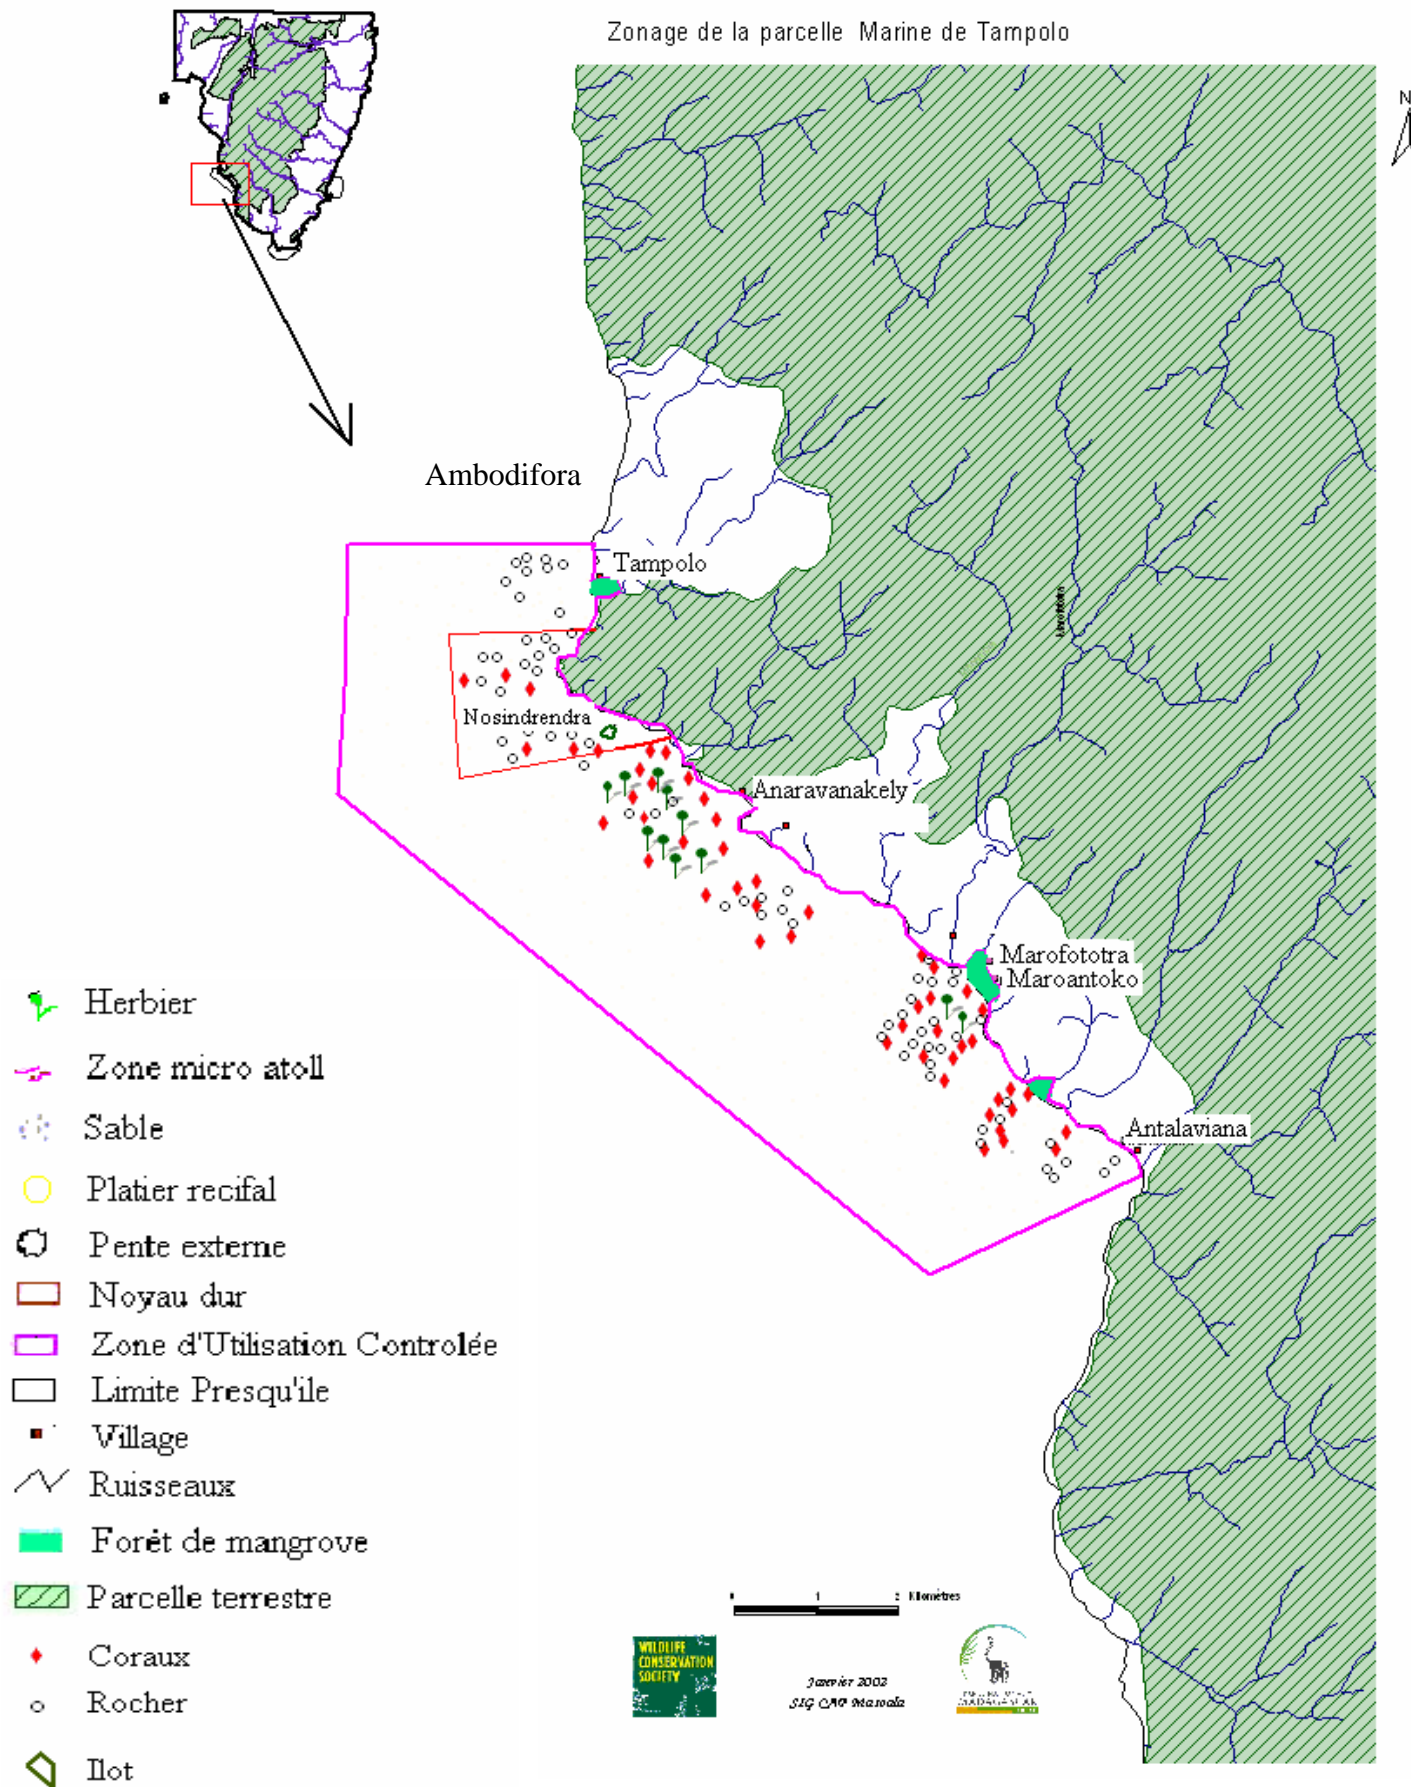 Zonage de la parcelle Marine de Tampolo
N
Ambodifora
Tampolo
Marofototra
Nosindrendra
Anaravanakely
Marofototra
Maroantoko
Antalaviana
Herbier
Zone micro atoll
Sable
Platier recifal
Pente externe
Noyau dur
Zone d'Utilisation Controlée
Limite Presqu'ile
Village
Ruisseaux
Forêt de mangrove
Parcelle terrestre
Coraux
Rocher
Ilot
0 1 2 Kilomètres
WILDLIFE
CONSERVATION
SOCIETY
Janvier 2002
SIG CAP Masoala
MADAGASCAR